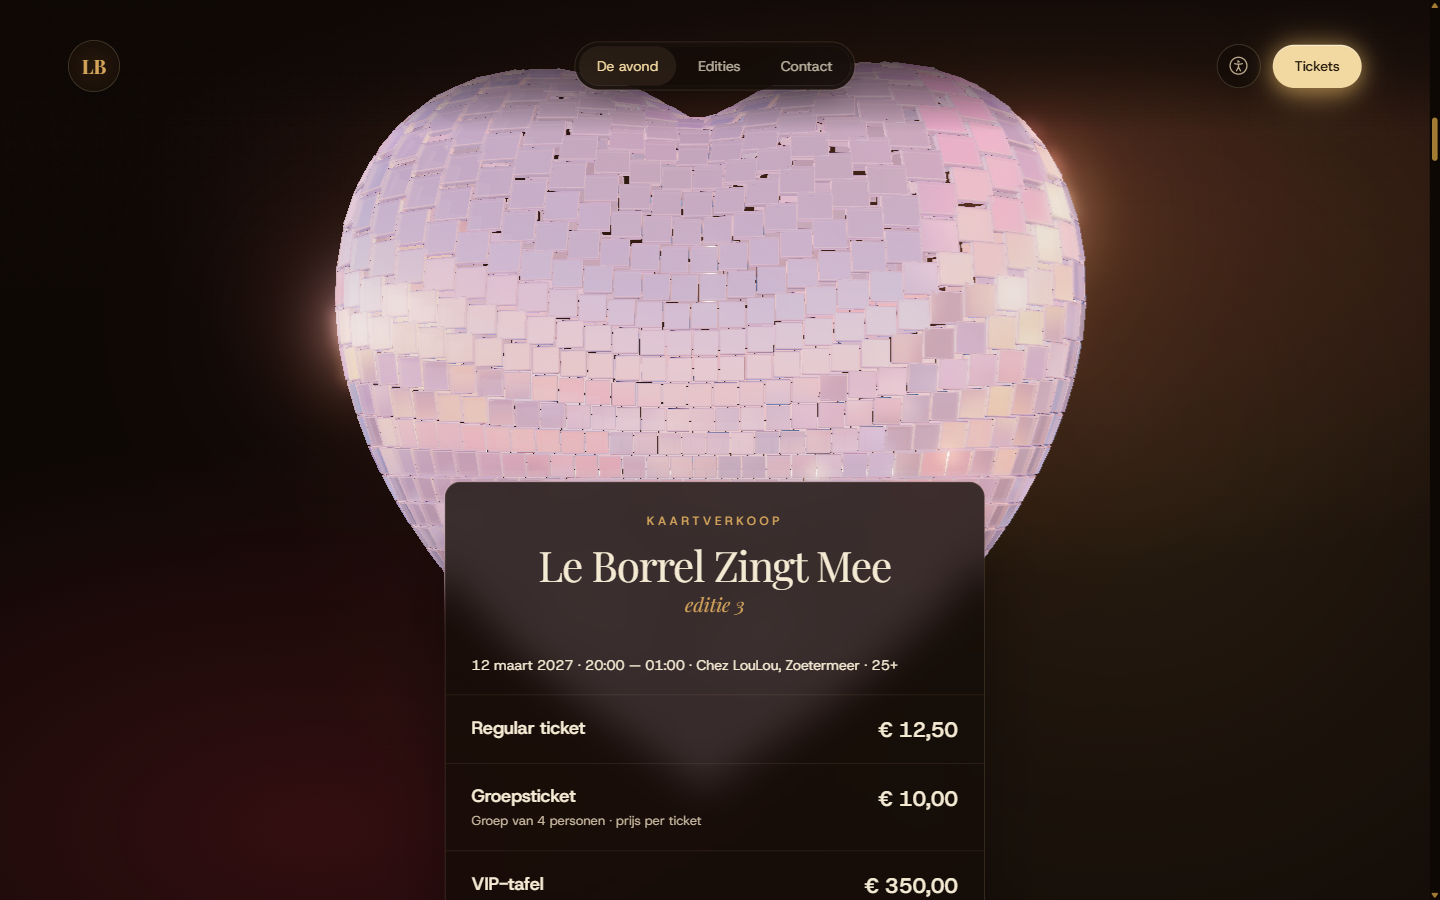 LB
De avond
Edities
Contact
Tickets
KAARTVERKOOP
Le Borrel Zingt Mee
editie 3
12 maart 2027 · 20:00 — 01:00 · Chez LouLou, Zoetermeer · 25+
Regular ticket
€ 12,50
Groepsticket
€ 10,00
Groep van 4 personen · prijs per ticket
VIP-tafel
€ 350,00